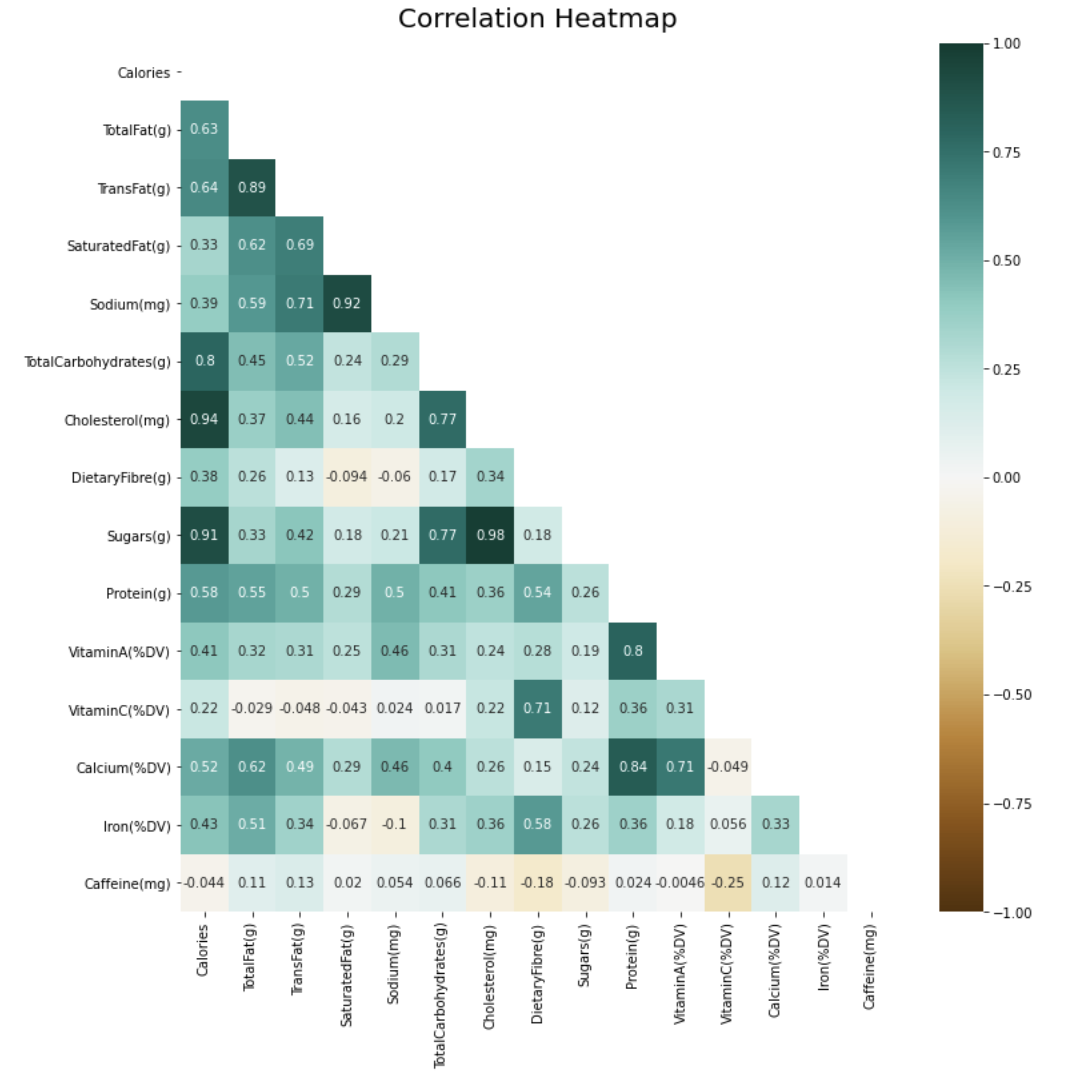 Correlation Heatmap
1.00
Calories
TotalFat(g) 0.63
0.75
TransFat(g) 0.64 0.89
SaturatedFat(g) 0.33 0.62 0.69
0.50
Sodium(mg) 0.39 0.59 0.71 0.92
TotalCarbohydrates(g) 0.8 0.45 0.52 0.24 0.29
0.25
Cholesterol(mg) 0.94 0.37 0.44 0.16 0.2 0.77
DietaryFibre(g) 0.38 0.26 0.13 -0.094 -0.06 0.17 0.34
0.00
Sugars(g) 0.91 0.33 0.42 0.18 0.21 0.77 0.98 0.18
−0.25
Protein(g) 0.58 0.55 0.5 0.29 0.5 0.41 0.36 0.54 0.26
VitaminA(%DV) 0.41 0.32 0.31 0.25 0.46 0.31 0.24 0.28 0.19 0.8
−0.50
VitaminC(%DV) 0.22 -0.029 -0.048 -0.043 0.024 0.017 0.22 0.71 0.12 0.36 0.31
Calcium(%DV) 0.52 0.62 0.49 0.29 0.46 0.4 0.26 0.15 0.24 0.84 0.71 -0.049
−0.75
Iron(%DV) 0.43 0.51 0.34 -0.067 -0.1 0.31 0.36 0.58 0.26 0.36 0.18 0.056 0.33
Caffeine(mg) -0.044 0.11 0.13 0.02 0.054 0.066 -0.11 -0.18 -0.093 0.024 -0.0046 -0.25 0.12 0.014
−1.00
Calories
TotalFat(g)
TransFat(g)
SaturatedFat(g)
Sodium(mg)
TotalCarbohydrates(g)
Cholesterol(mg)
DietaryFibre(g)
Sugars(g)
Protein(g)
VitaminA(%DV)
VitaminC(%DV)
Calcium(%DV)
Iron(%DV)
Caffeine(mg)